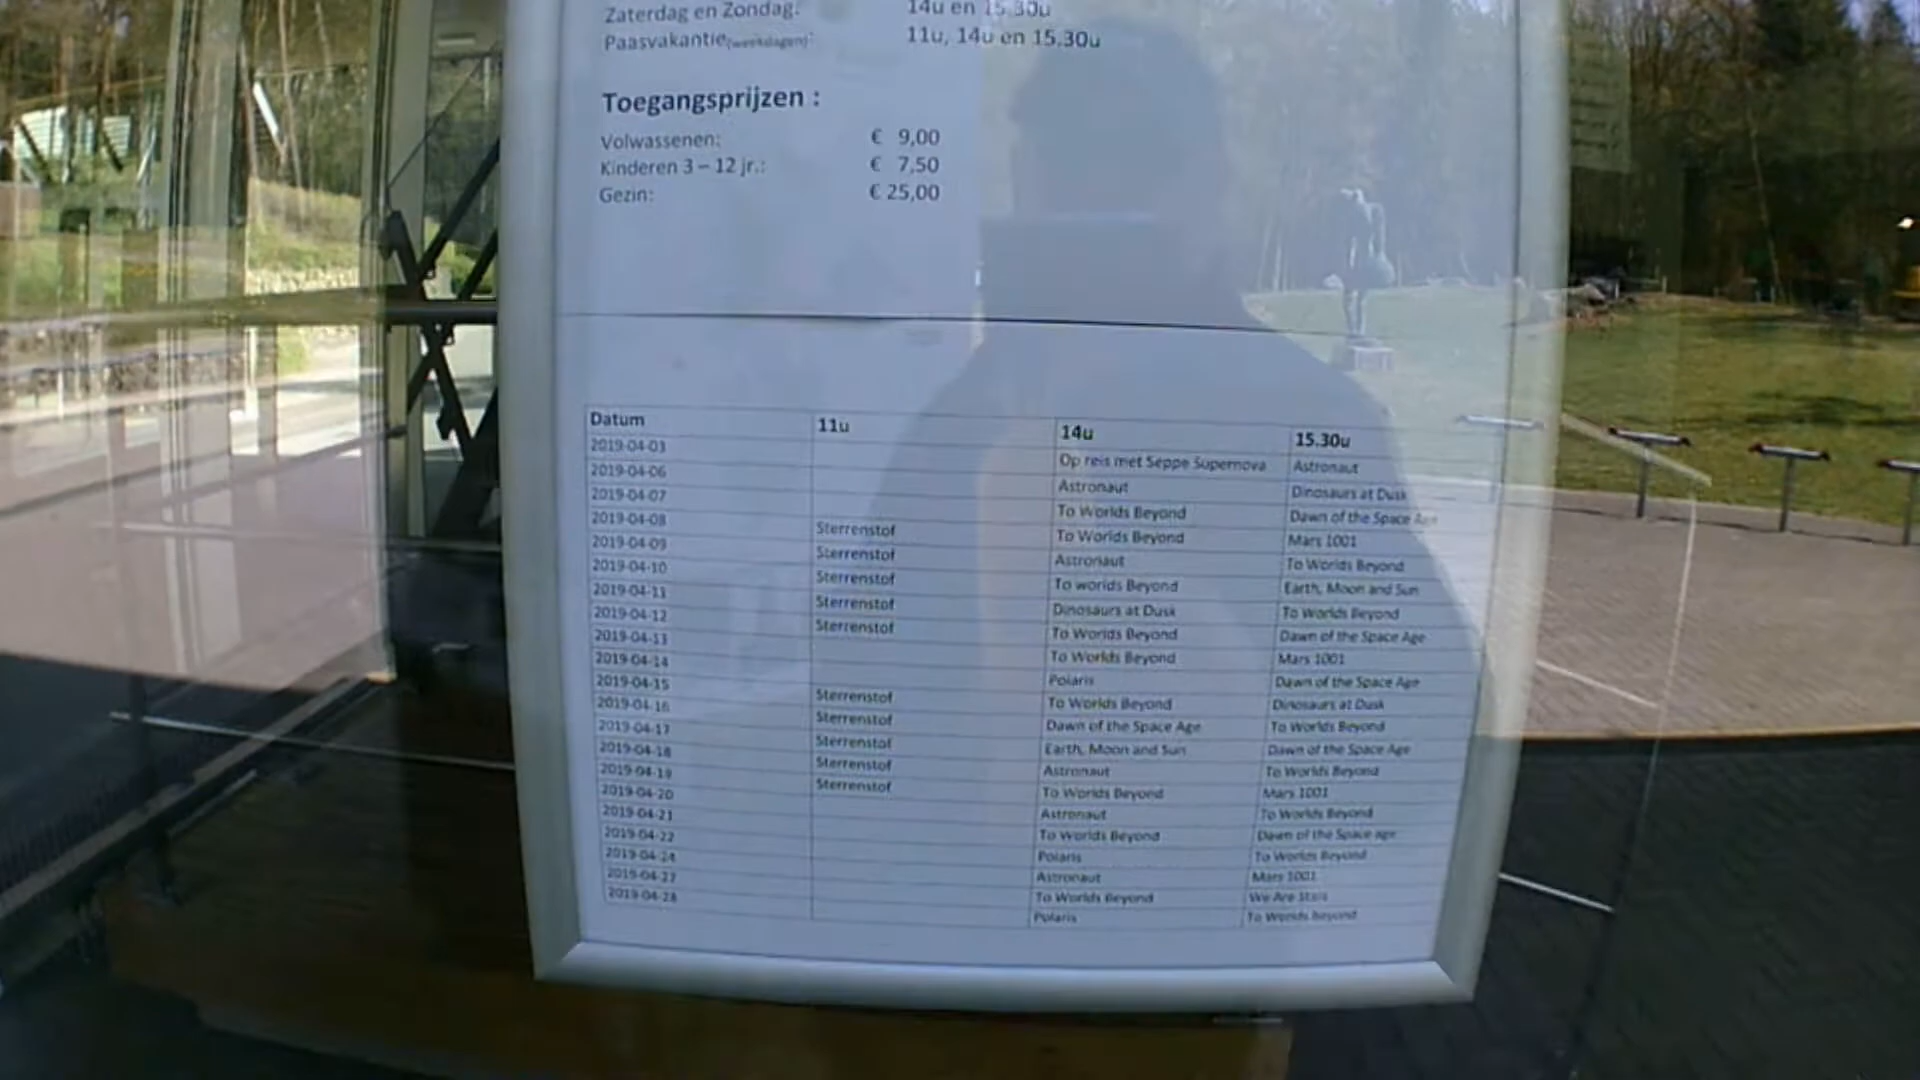 Zaterdag en Zondag: 14u en 15.30u
Paasvakantie(weekdagen): 11u, 14u en 15.30u
Toegangsprijzen :
Volwassenen: € 9,00
Kinderen 3 – 12 jr.: € 7,50
Gezin: € 25,00
Datum 11u 14u 15.30u
2019-04-03 Op reis met Seppe Supernova Astronaut
2019-04-06 Astronaut Dinosaurs at Dusk
2019-04-07 To Worlds Beyond Dawn of the Space Age
2019-04-08 Sterrenstof To Worlds Beyond Mars 1001
2019-04-09 Sterrenstof Astronaut To Worlds Beyond
2019-04-10 Sterrenstof To worlds Beyond Earth, Moon and Sun
2019-04-11 Sterrenstof Dinosaurs at Dusk To Worlds Beyond
2019-04-12 Sterrenstof To Worlds Beyond Dawn of the Space Age
2019-04-13 To Worlds Beyond Mars 1001
2019-04-14 Polaris Dawn of the Space Age
2019-04-15 Sterrenstof To Worlds Beyond Dinosaurs at Dusk
2019-04-16 Sterrenstof Dawn of the Space Age To Worlds Beyond
2019-04-17 Sterrenstof Earth, Moon and Sun Dawn of the Space Age
2019-04-18 Sterrenstof Astronaut To Worlds Beyond
2019-04-19 Sterrenstof To Worlds Beyond Mars 1001
2019-04-20 Astronaut To Worlds Beyond
2019-04-21 To Worlds Beyond Dawn of the Space age
2019-04-22 Polaris To Worlds Beyond
2019-04-24 Astronaut Mars 1001
2019-04-27 To Worlds Beyond We Are Stars
2019-04-28 Polaris To Worlds Beyond